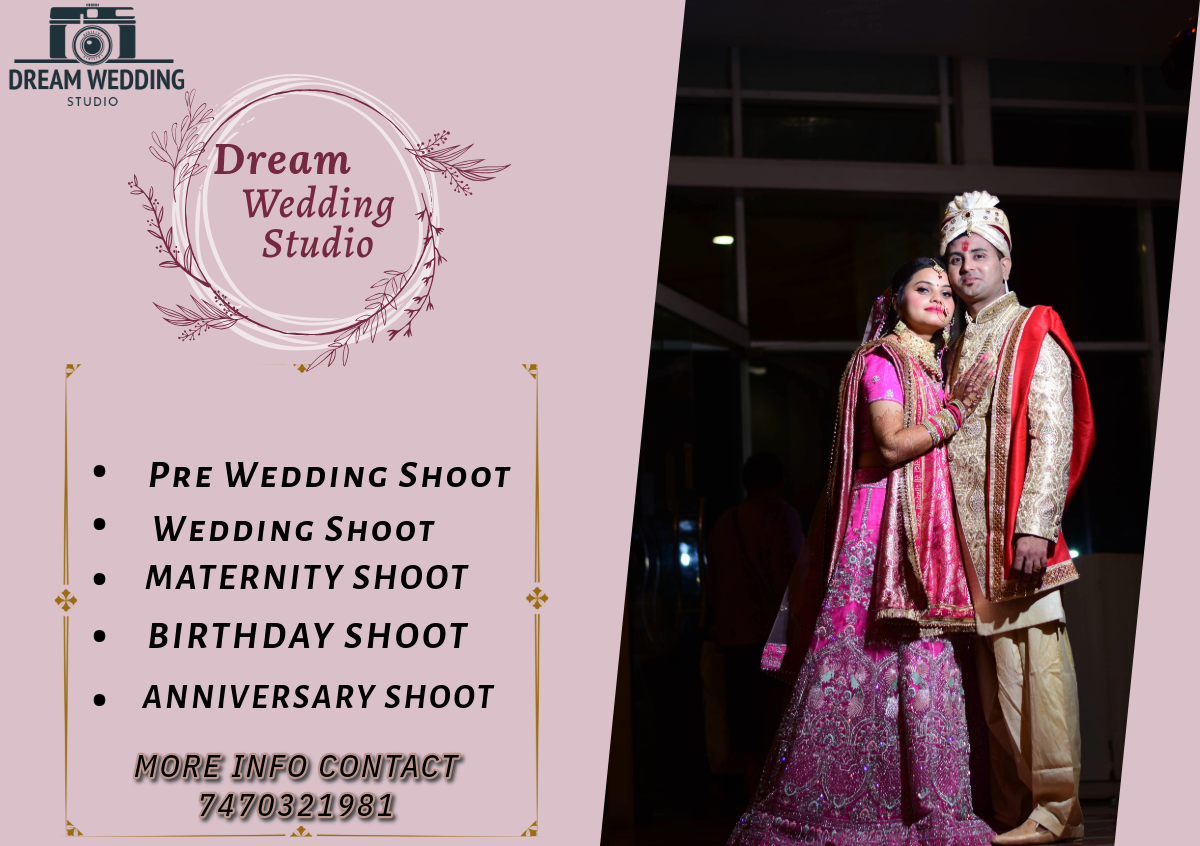 DREAM WEDDING
STUDIO
Dream
Wedding
Studio
• Pre Wedding Shoot
• Wedding Shoot
• MATERNITY SHOOT
• BIRTHDAY SHOOT
• ANNIVERSARY SHOOT
MORE INFO CONTACT
7470321981